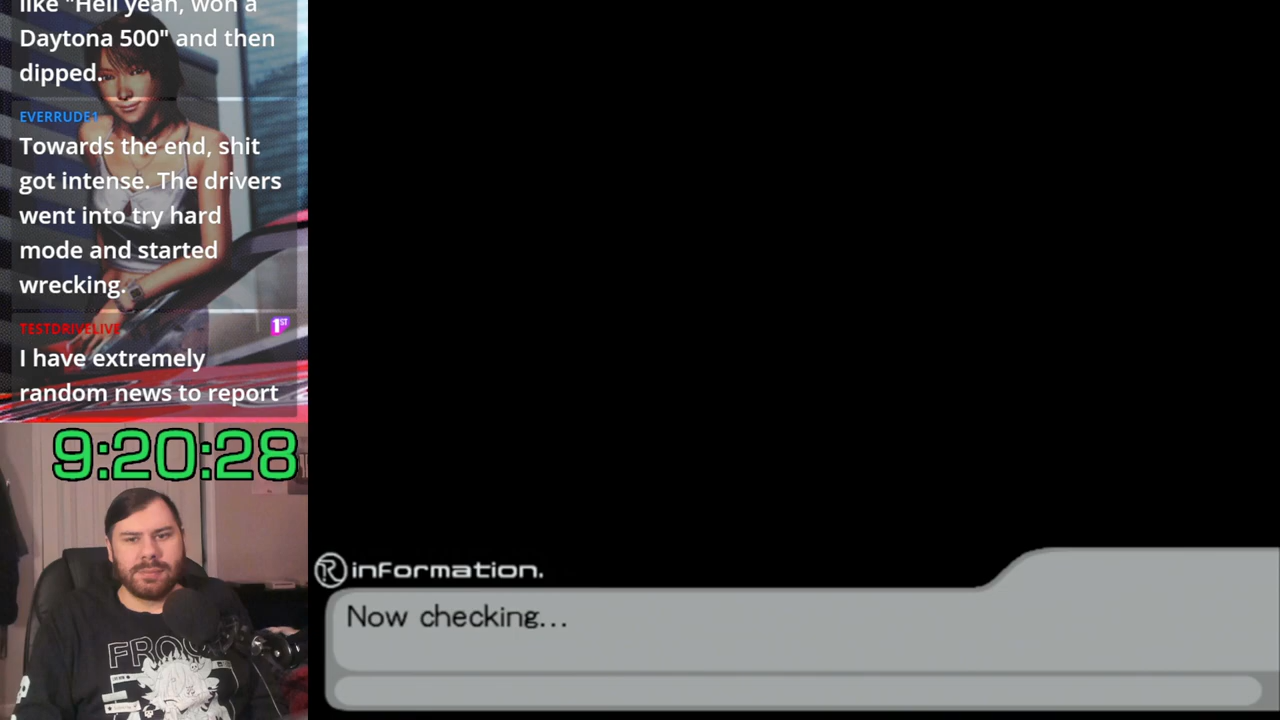 like "Hell yeah, won a
Daytona 500" and then
dipped.
EVERRUDE1
Towards the end, shit
got intense. The drivers
went into try hard
mode and started
wrecking.
TESTDRIVELIVE
1ST
I have extremely
random news to report
9:20:28
FROG
R information.
Now checking...